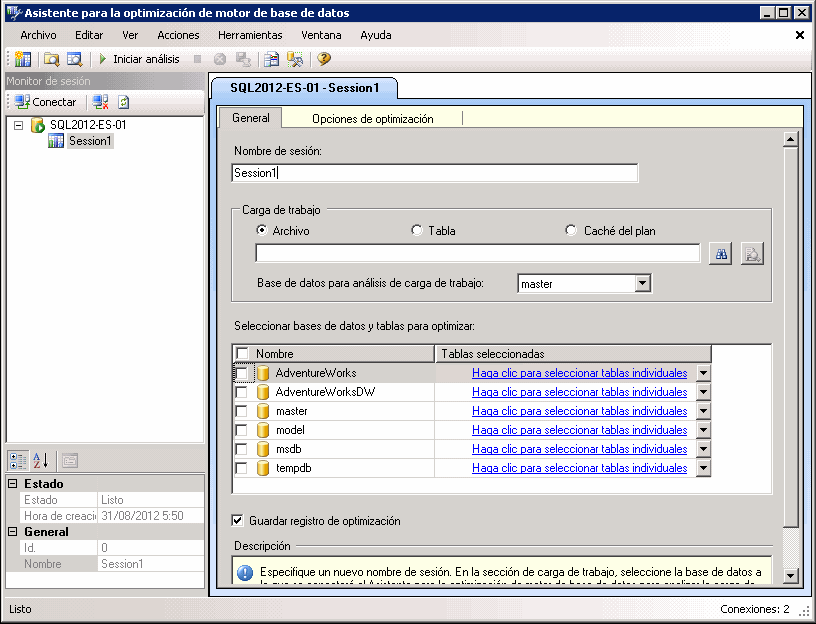 Asistente para la optimización de motor de base de datos
Archivo Editar Ver Acciones Herramientas Ventana Ayuda
Iniciar análisis
Monitor de sesión
Conectar
SQL2012-ES-01
Session1
Estado
Estado Listo
Hora de creació 31/08/2012 5:50
General
Id. 0
Nombre Session1
SQL2012-ES-01 - Session1
General Opciones de optimización
Nombre de sesión:
Session1
Carga de trabajo
Archivo Tabla Caché del plan
Base de datos para análisis de carga de trabajo: master
Seleccionar bases de datos y tablas para optimizar:
Nombre Tablas seleccionadas
AdventureWorks Haga clic para seleccionar tablas individuales
AdventureWorksDW Haga clic para seleccionar tablas individuales
master Haga clic para seleccionar tablas individuales
model Haga clic para seleccionar tablas individuales
msdb Haga clic para seleccionar tablas individuales
tempdb Haga clic para seleccionar tablas individuales
Guardar registro de optimización
Descripción
Especifique un nuevo nombre de sesión. En la sección de carga de trabajo, seleccione la base de datos a
Listo Conexiones: 2